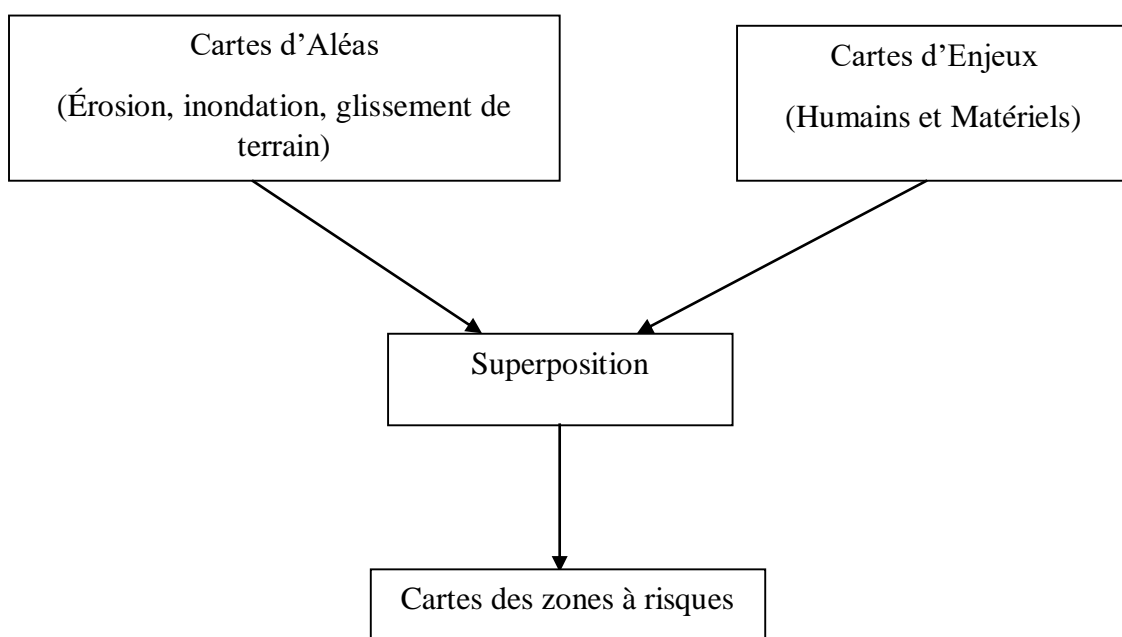 Cartes d’Aléas
(Érosion, inondation, glissement de
terrain)
Cartes d’Enjeux
(Humains et Matériels)
Superposition
Cartes des zones à risques